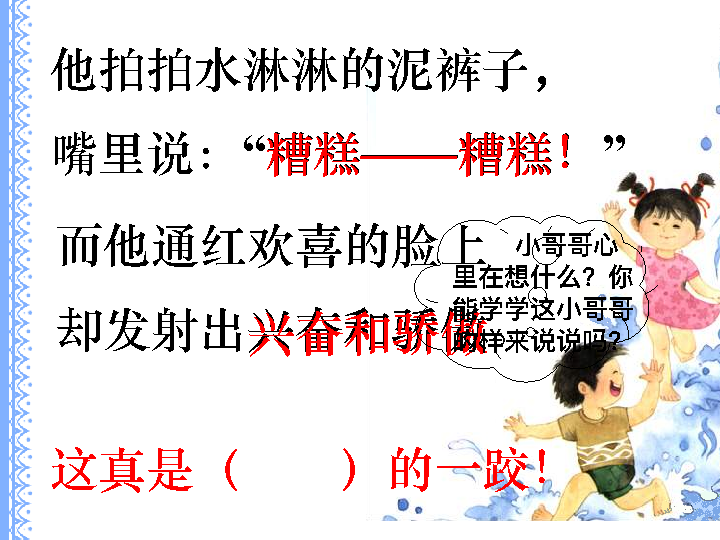 他拍拍水淋淋的泥裤子，
嘴里说：“糟糕——糟糕！”
而他通红欢喜的脸上
却发射出兴奋和骄傲
小哥哥心
里在想什么？你
能学学这小哥哥
的样来说说吗？
这真是（　　）的一跤！